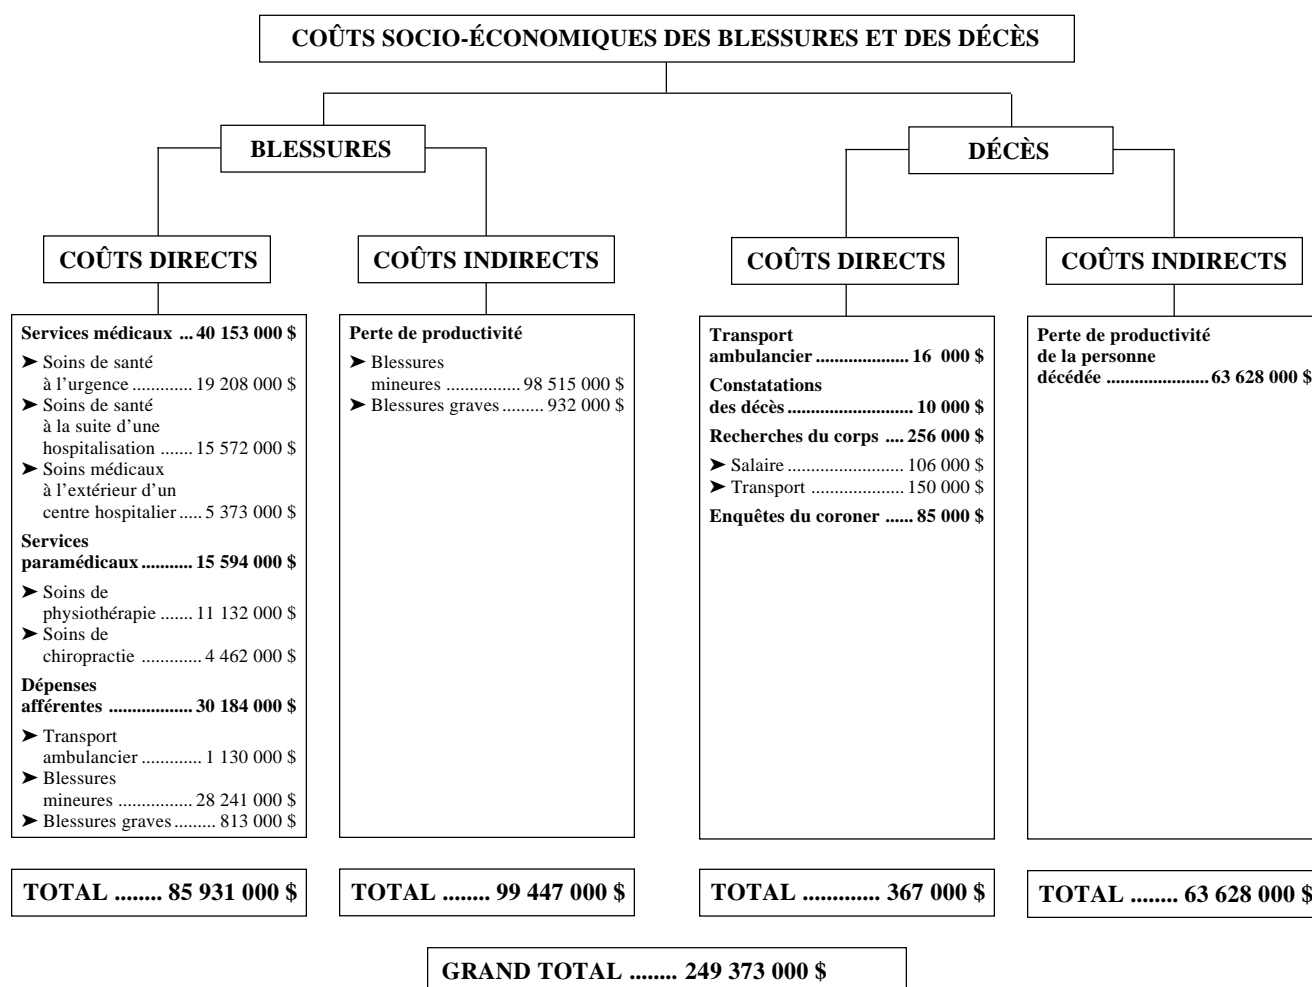 COÛTS SOCIO-ÉCONOMIQUES DES BLESSURES ET DES DÉCÈS
BLESSURES
COÛTS DIRECTS
Services médicaux ... 40 153 000 $
➤ Soins de santé
à l’urgence ............ 19 208 000 $
➤ Soins de santé
à la suite d’une
hospitalisation ....... 15 572 000 $
➤ Soins médicaux
à l’extérieur d’un
centre hospitalier ..... 5 373 000 $
Services
paramédicaux ........... 15 594 000 $
➤ Soins de
physiothérapie ....... 11 132 000 $
➤ Soins de
chiropractie ............. 4 462 000 $
Dépenses
afférentes .................. 30 184 000 $
➤ Transport
ambulancier ............. 1 130 000 $
➤ Blessures
mineures ................ 28 241 000 $
➤ Blessures graves ......... 813 000 $
TOTAL ........ 85 931 000 $
COÛTS INDIRECTS
Perte de productivité
➤ Blessures
mineures ................ 98 515 000 $
➤ Blessures graves ......... 932 000 $
TOTAL ........ 99 447 000 $
DÉCÈS
COÛTS DIRECTS
Transport
ambulancier .................... 16 000 $
Constatations
des décès ........................... 10 000 $
Recherches du corps .... 256 000 $
➤ Salaire ......................... 106 000 $
➤ Transport .................... 150 000 $
Enquêtes du coroner ...... 85 000 $
TOTAL ............. 367 000 $
COÛTS INDIRECTS
Perte de productivité
de la personne
décédée ...................... 63 628 000 $
TOTAL ........ 63 628 000 $
GRAND TOTAL ........ 249 373 000 $